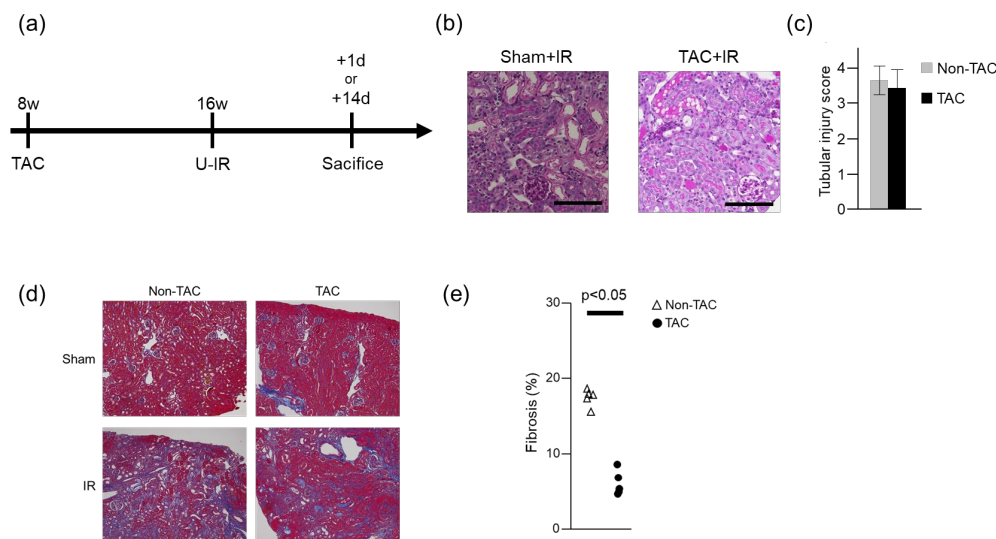 (a)
+1d
or
+14d
8w
16w
TAC
U-IR
Sacifice
(b)
Sham+IR
TAC+IR
(c)
Tubular injury score
4
3
2
1
0
Non-TAC
TAC
(d)
Non-TAC
TAC
Sham
IR
(e)
p<0.05
Fibrosis (%)
30
20
10
0
Non-TAC
TAC